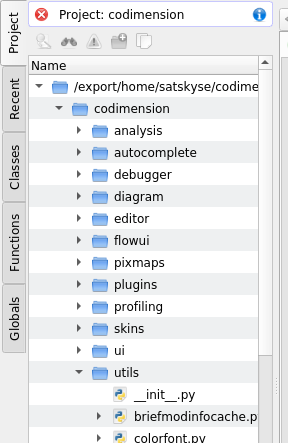 Project: codimension
Project
Recent
Classes
Functions
Globals
Name
/export/home/satskyse/codime
codimension
analysis
autocomplete
debugger
diagram
editor
flowui
pixmaps
plugins
profiling
skins
ui
utils
__init__.py
briefmodinfocache.p
colorfont.py